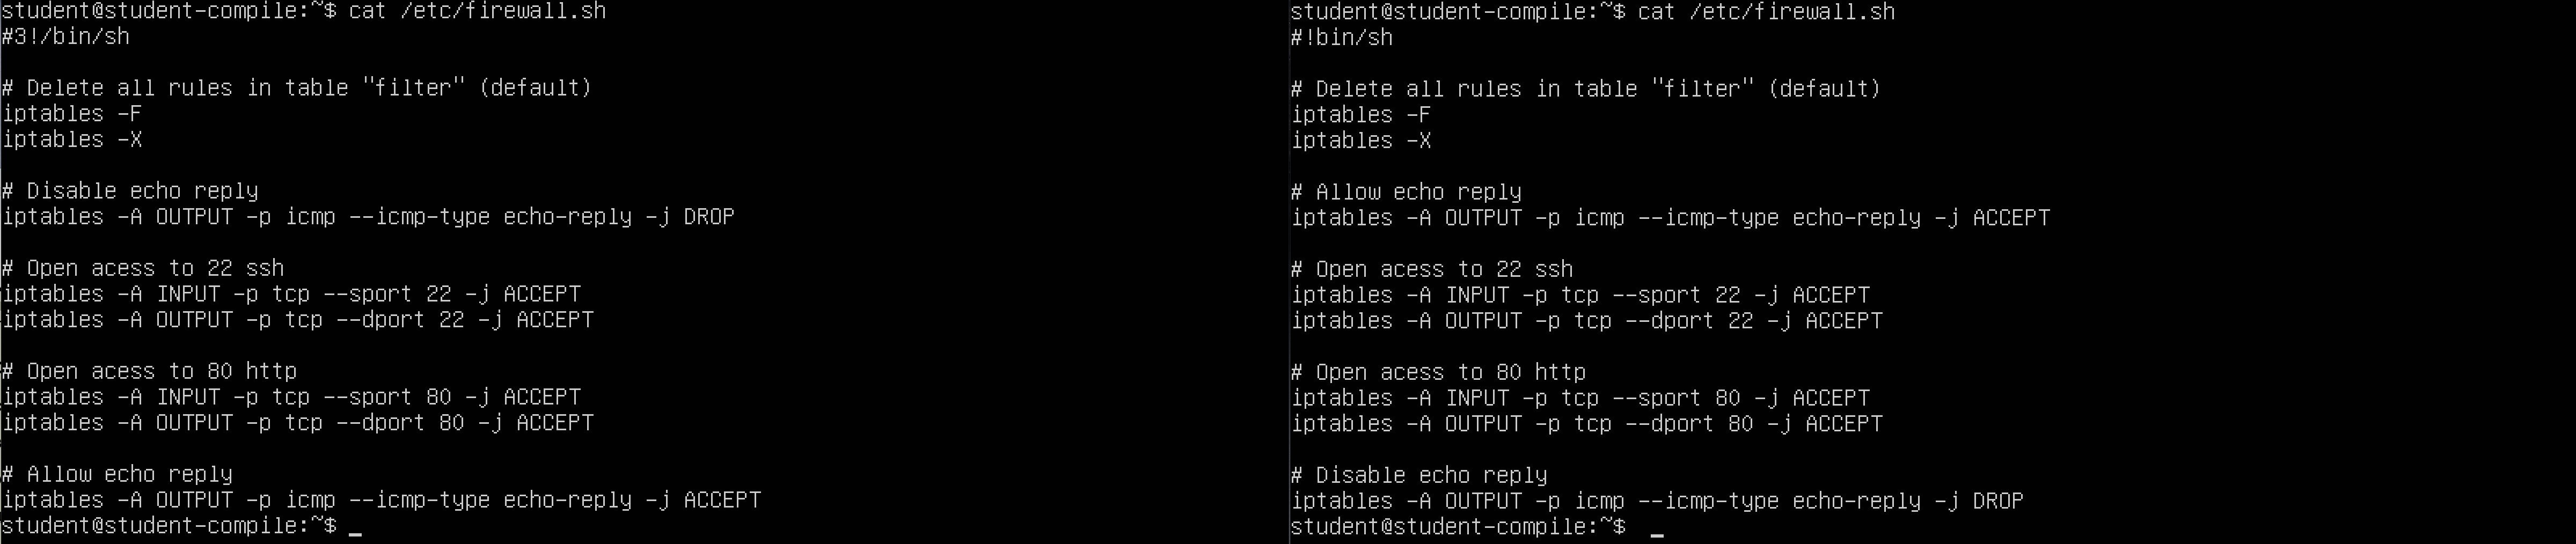 student@student-compile:~$ cat /etc/firewall.sh
#3!/bin/sh

# Delete all rules in table "filter" (default)
iptables -F
iptables -X

# Disable echo reply
iptables -A OUTPUT -p icmp --icmp-type echo-reply -j DROP

# Open acess to 22 ssh
iptables -A INPUT -p tcp --sport 22 -j ACCEPT
iptables -A OUTPUT -p tcp --dport 22 -j ACCEPT

# Open acess to 80 http
iptables -A INPUT -p tcp --sport 80 -j ACCEPT
iptables -A OUTPUT -p tcp --dport 80 -j ACCEPT

# Allow echo reply
iptables -A OUTPUT -p icmp --icmp-type echo-reply -j ACCEPT
student@student-compile:~$ _
student@student-compile:~$ cat /etc/firewall.sh
#!bin/sh

# Delete all rules in table "filter" (default)
iptables -F
iptables -X

# Allow echo reply
iptables -A OUTPUT -p icmp --icmp-type echo-reply -j ACCEPT

# Open acess to 22 ssh
iptables -A INPUT -p tcp --sport 22 -j ACCEPT
iptables -A OUTPUT -p tcp --dport 22 -j ACCEPT

# Open acess to 80 http
iptables -A INPUT -p tcp --sport 80 -j ACCEPT
iptables -A OUTPUT -p tcp --dport 80 -j ACCEPT

# Disable echo reply
iptables -A OUTPUT -p icmp --icmp-type echo-reply -j DROP
student@student-compile:~$ _